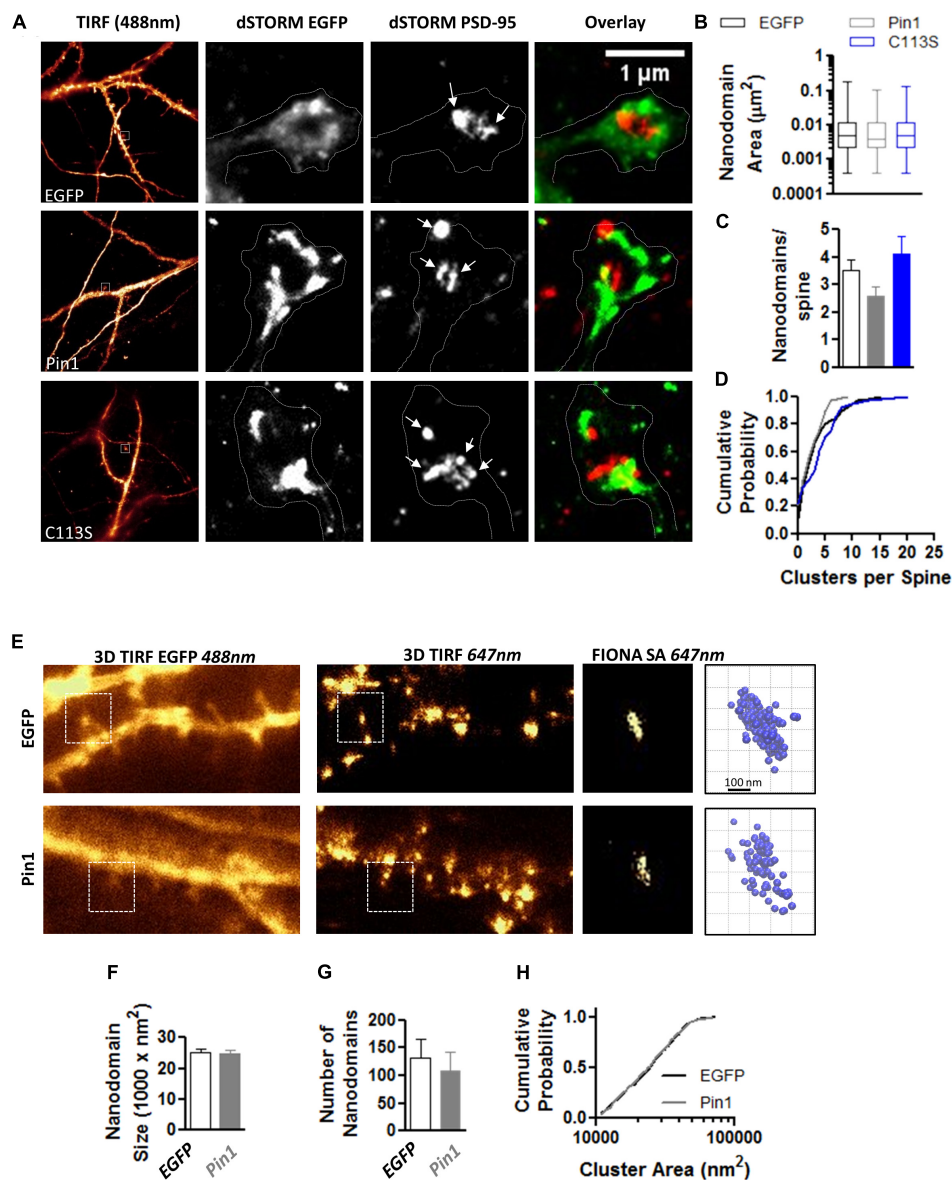 A
TIRF (488nm)
dSTORM EGFP
dSTORM PSD-95
Overlay
1 µm
EGFP
Pin1
C113S
B
EGFP
Pin1
C113S
Nanodomain
Area (µm²)
1
0.1
0.01
0.001
0.0001
C
Nanodomains/
spine
5
4
3
2
1
0
D
Cumulative
Probability
1.0
0.8
0.6
0.4
0.2
0.0
0 5 10 15 20 25
Clusters per Spine
E
3D TIRF EGFP 488nm
3D TIRF 647nm
FIONA SA 647nm
EGFP
100 nm
Pin1
F
Nanodomain
Size (1000 x nm²)
30
20
10
0
EGFP Pin1
G
Number of
Nanodomains
200
150
100
50
0
EGFP Pin1
H
Cumulative
Probability
1.0
0.5
0.0
EGFP
Pin1
10000 100000
Cluster Area (nm²)